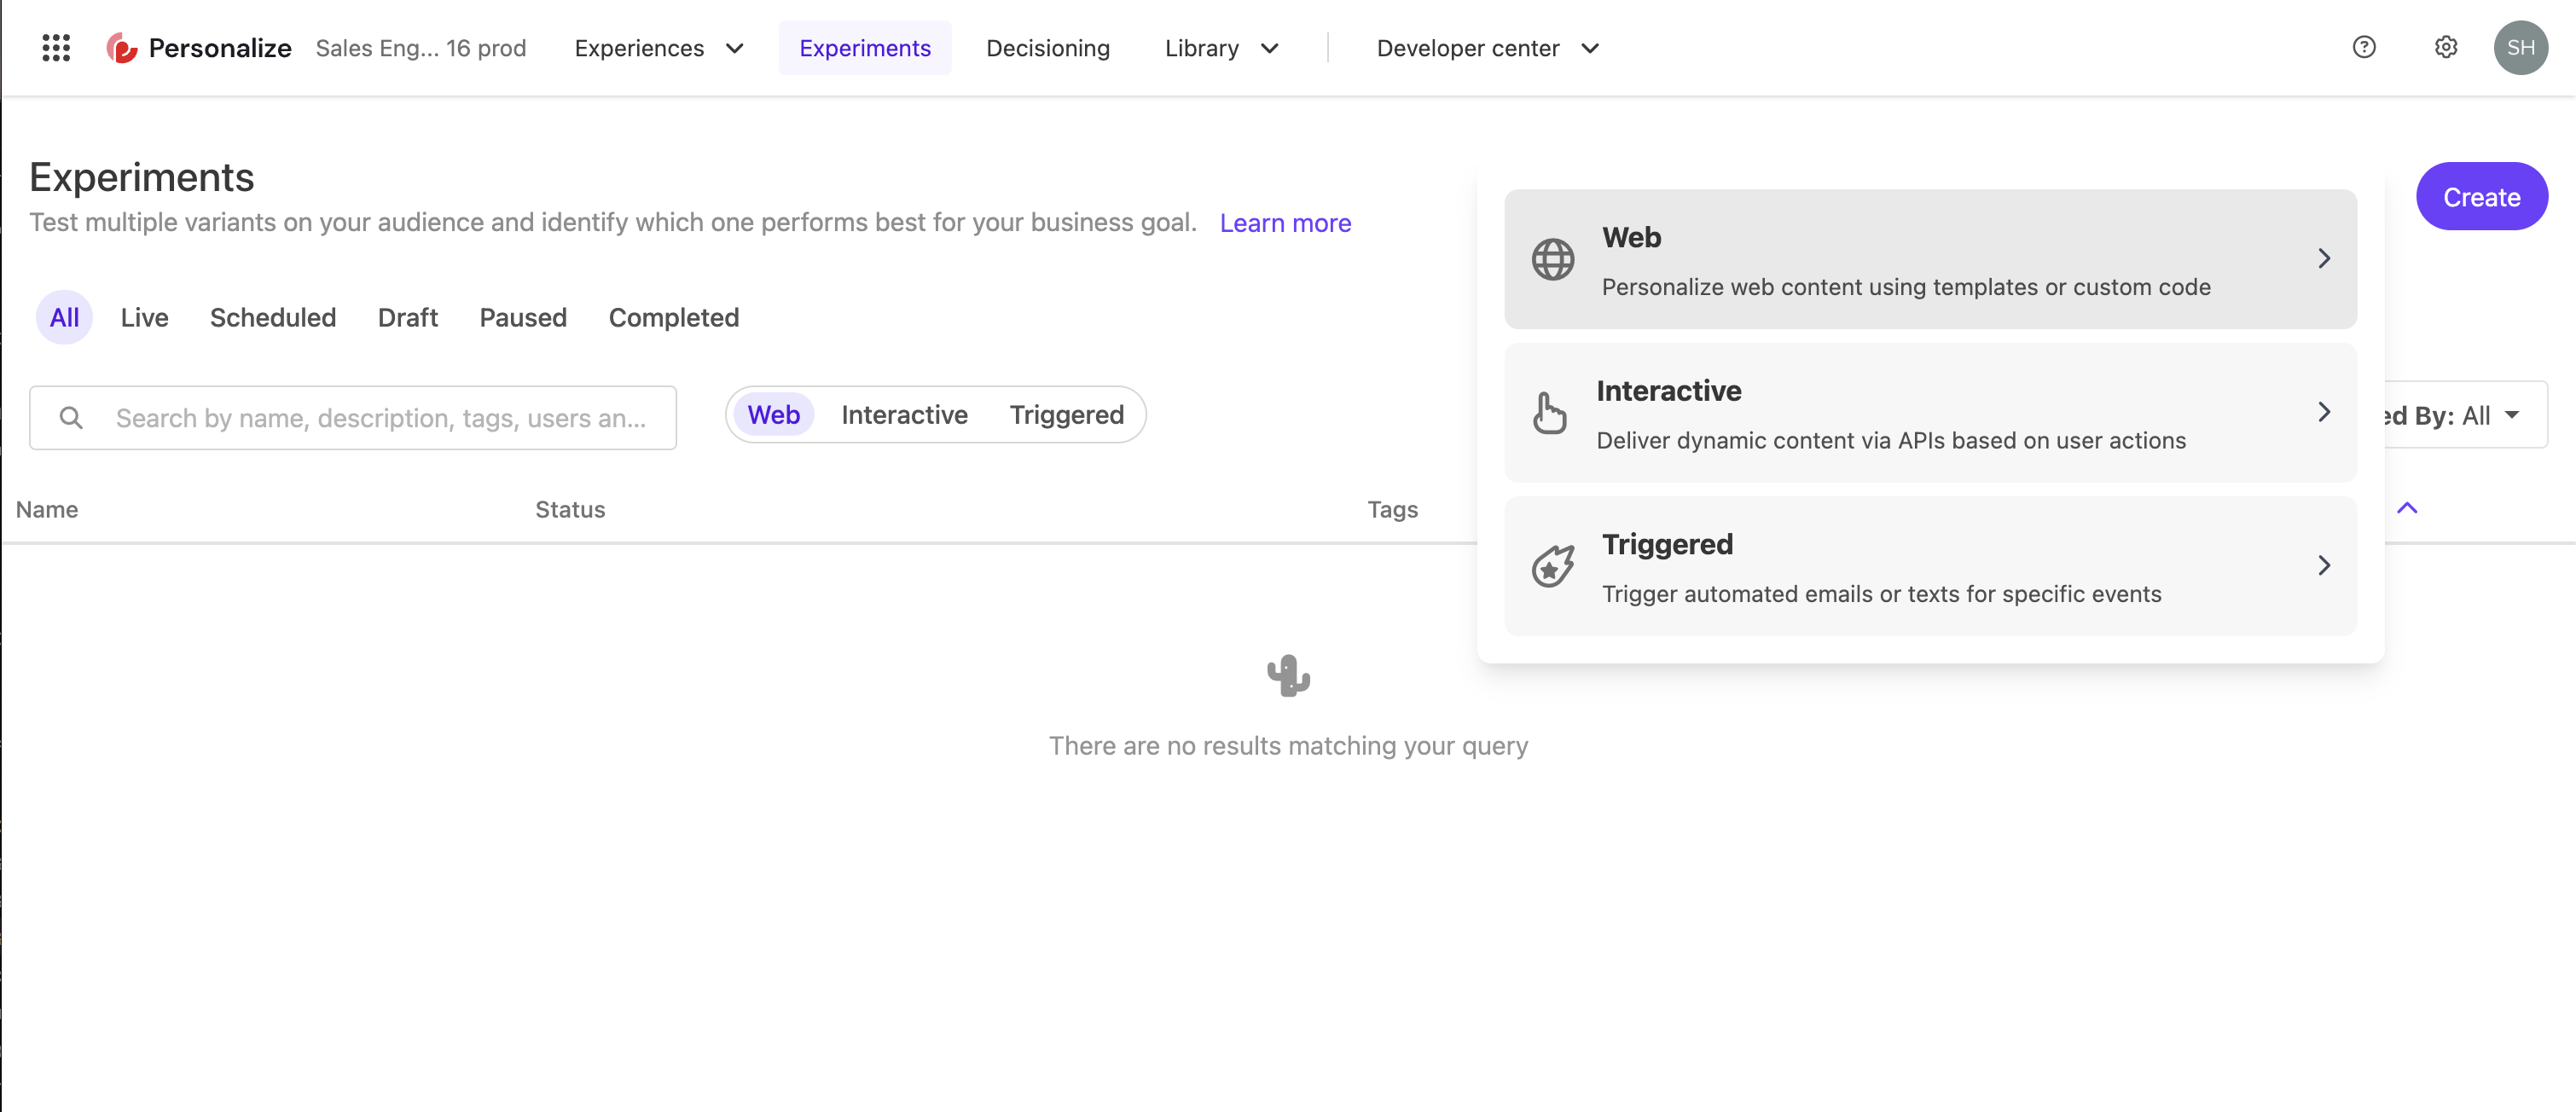 Personalize Sales Eng... 16 prod Experiences Experiments Decisioning Library Developer center SH
Experiments
Test multiple variants on your audience and identify which one performs best for your business goal. Learn more
Create
All Live Scheduled Draft Paused Completed
Search by name, description, tags, users an...
Web Interactive Triggered
ed By: All
Name Status Tags
Web
Personalize web content using templates or custom code
Interactive
Deliver dynamic content via APIs based on user actions
Triggered
Trigger automated emails or texts for specific events
There are no results matching your query